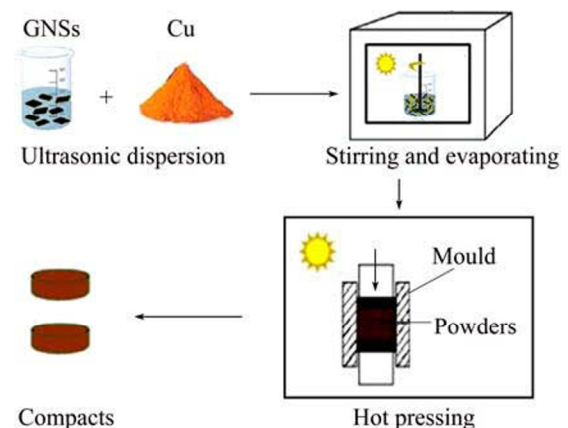 GNSs
Cu
+
Ultrasonic dispersion
Stirring and evaporating
Mould
Powders
Compacts
Hot pressing